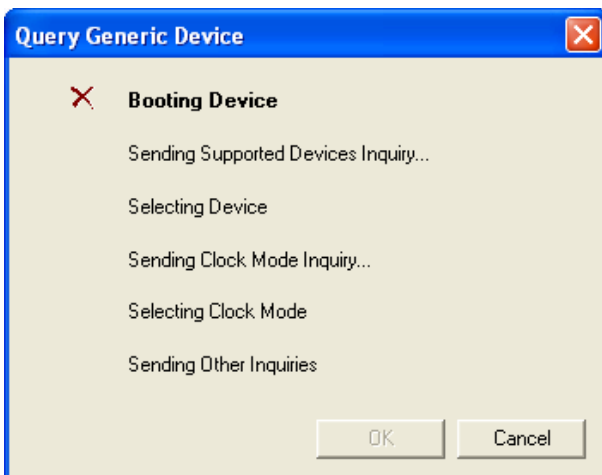 Query Generic Device
Booting Device
Sending Supported Devices Inquiry...
Selecting Device
Sending Clock Mode Inquiry...
Selecting Clock Mode
Sending Other Inquiries
OK Cancel